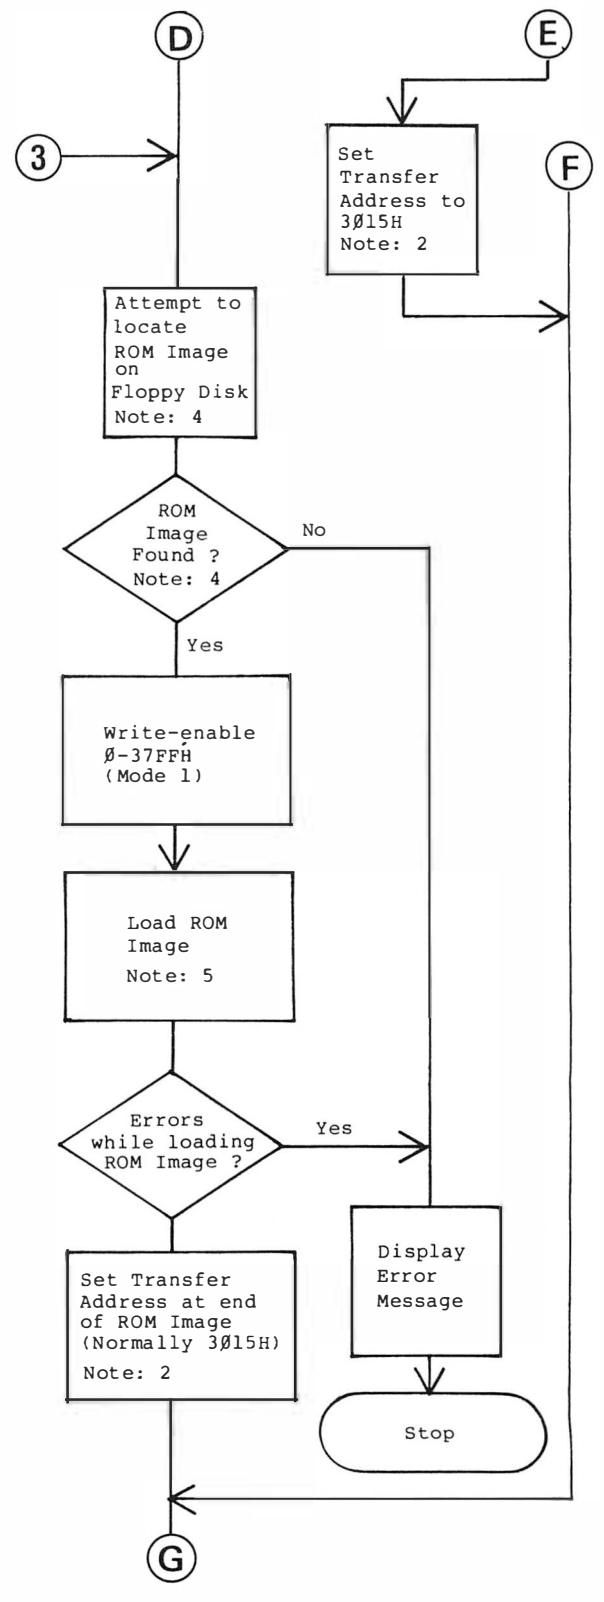 D
E
3
F
Set
Transfer
Address to
3Ø15H
Note: 2
Attempt to
locate
ROM Image
on
Floppy Disk
Note: 4
ROM
Image
Found ?
Note: 4
No
Yes
Write-enable
Ø-37FFH
(Mode 1)
Load ROM
Image
Note: 5
Errors
while loading
ROM Image ?
Yes
Set Transfer
Address at end
of ROM Image
(Normally 3Ø15H)
Note: 2
Display
Error
Message
Stop
G